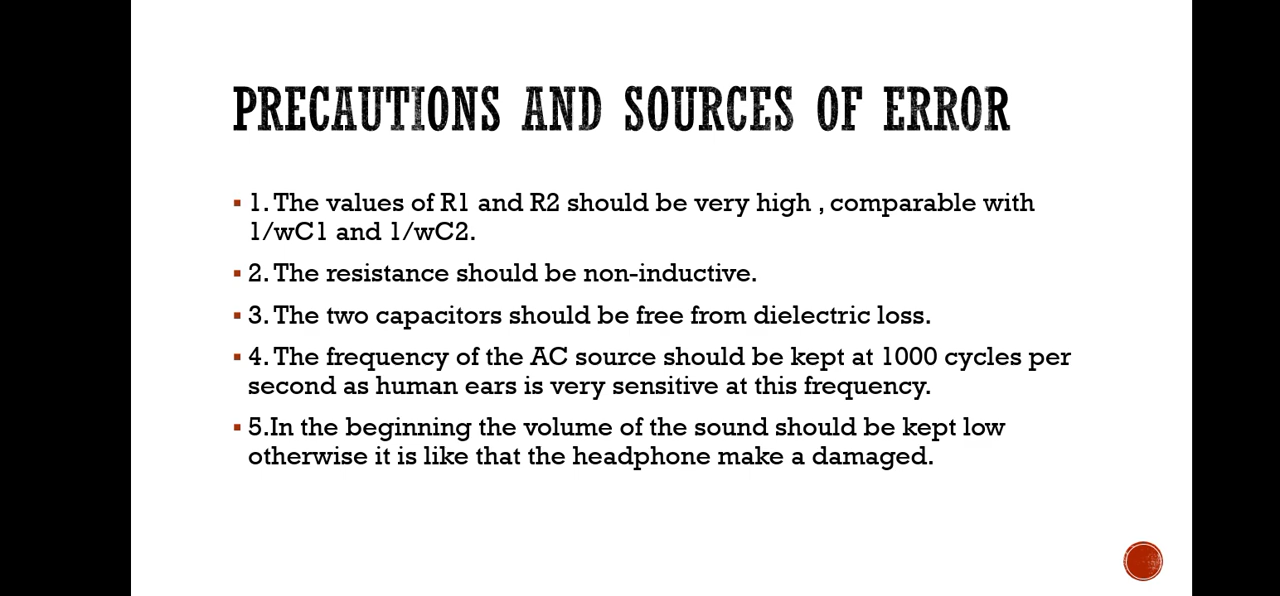 PRECAUTIONS AND SOURCES OF ERROR
▪ 1. The values of R1 and R2 should be very high , comparable with
1/wC1 and 1/wC2.
▪ 2. The resistance should be non-inductive.
▪ 3. The two capacitors should be free from dielectric loss.
▪ 4. The frequency of the AC source should be kept at 1000 cycles per
second as human ears is very sensitive at this frequency.
▪ 5.In the beginning the volume of the sound should be kept low
otherwise it is like that the headphone make a damaged.